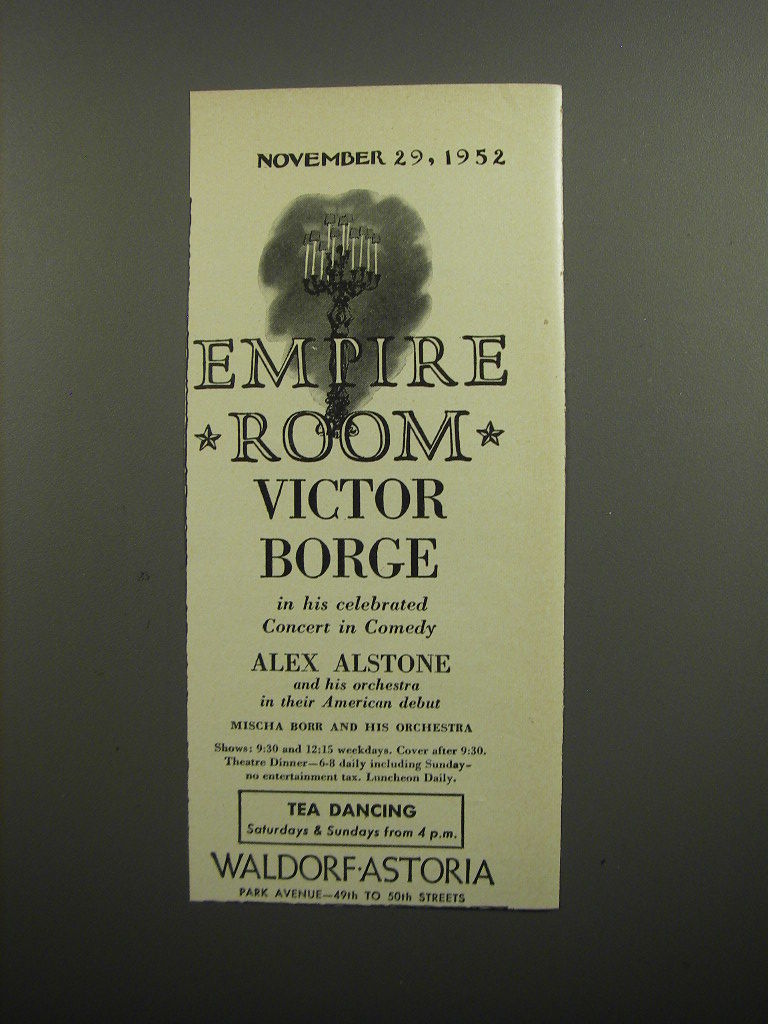 NOVEMBER 29, 1952
EMPIRE
★ROOM★
VICTOR
BORGE
in his celebrated
Concert in Comedy
ALEX ALSTONE
and his orchestra
in their American debut
MISCHA BORR AND HIS ORCHESTRA
Shows: 9:30 and 12:15 weekdays. Cover after 9:30.
Theatre Dinner—6-8 daily including Sunday—
no entertainment tax. Luncheon Daily.
TEA DANCING
Saturdays & Sundays from 4 p.m.
WALDORF·ASTORIA
PARK AVENUE—49th TO 50th STREETS